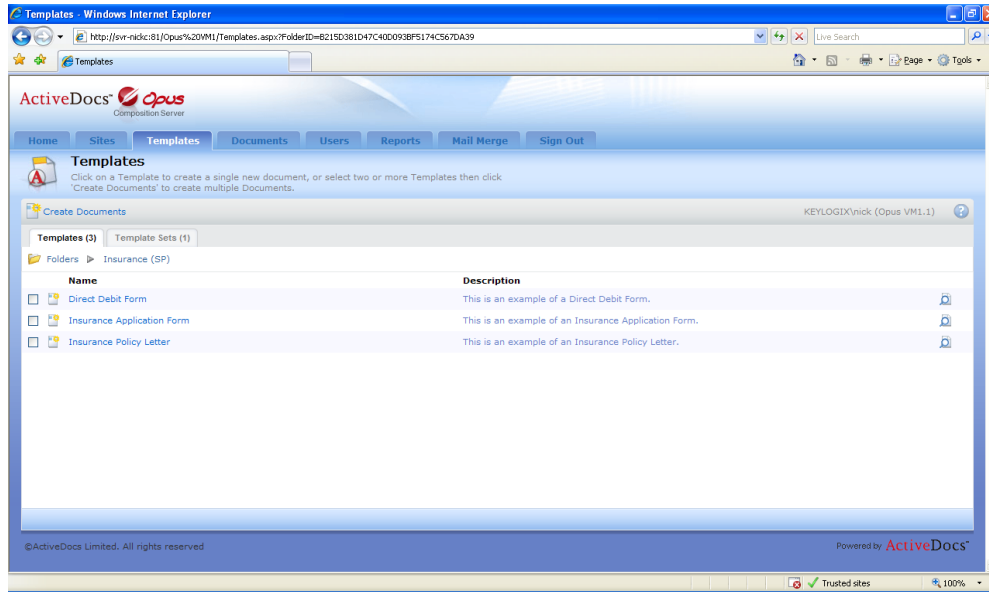 Templates - Windows Internet Explorer
http://svr-nickc:81/Opus%20VM1/Templates.aspx?FolderID=8215D381D47C40D093BF5174C567DA39
Live Search
Templates
Page
Tools
ActiveDocs Opus
Composition Server
Home Sites Templates Documents Users Reports Mail Merge Sign Out
Templates
Click on a Template to create a single new document, or select two or more Templates then click
'Create Documents' to create multiple Documents.
Create Documents KEYLOGIX\nick (Opus VM1.1)
Templates (3) Template Sets (1)
Folders Insurance (SP)
Name Description
Direct Debit Form This is an example of a Direct Debit Form.
Insurance Application Form This is an example of an Insurance Application Form.
Insurance Policy Letter This is an example of an Insurance Policy Letter.
©ActiveDocs Limited. All rights reserved Powered by ActiveDocs
Trusted sites 100%